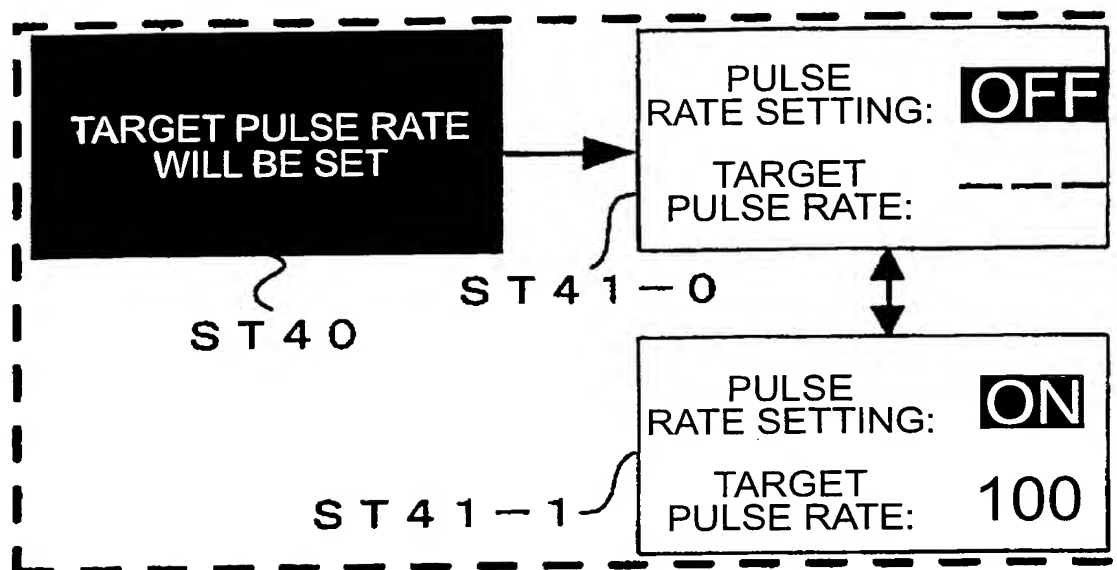 TARGET PULSE RATE
WILL BE SET
ST40
PULSE
RATE SETTING: OFF
TARGET
PULSE RATE: ---
ST41-0
PULSE
RATE SETTING: ON
TARGET
PULSE RATE: 100
ST41-1